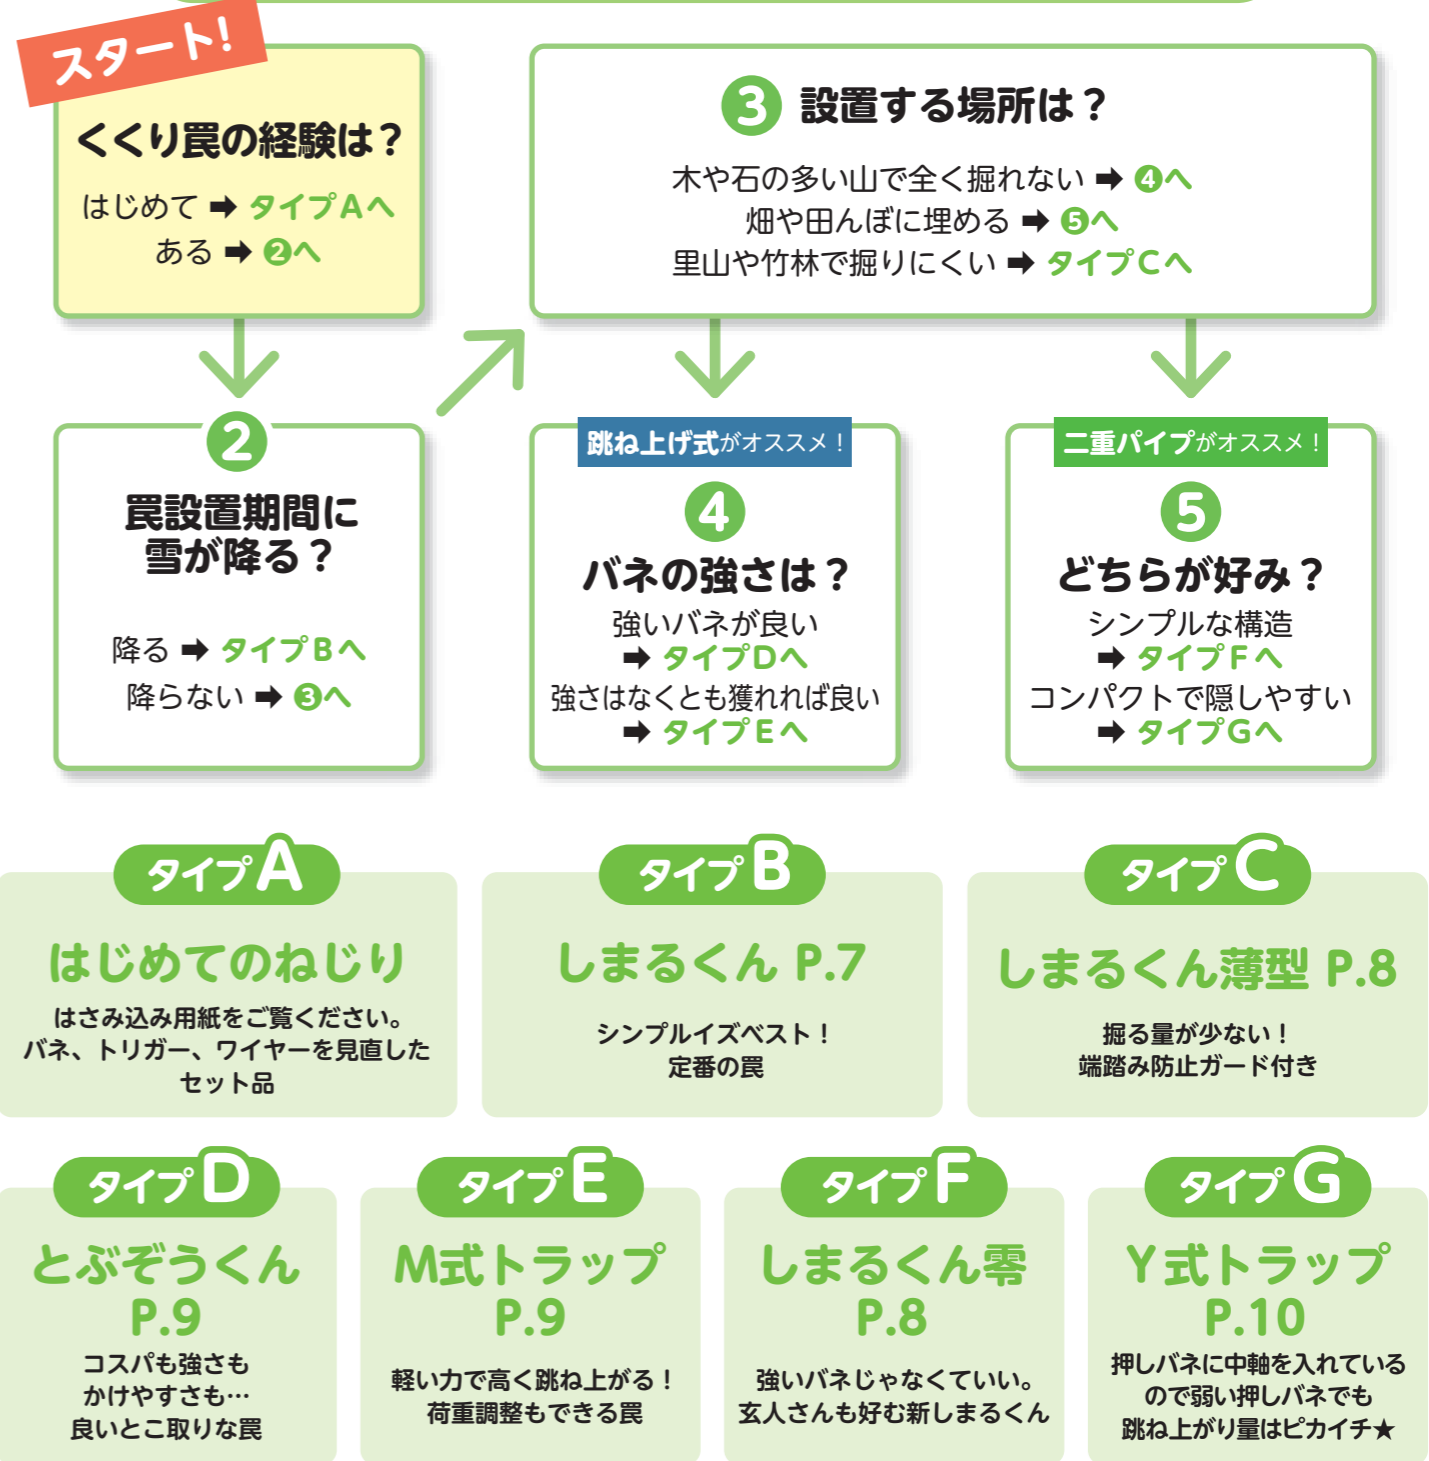 スタート!
くくり罠の経験は？
はじめて ➡ タイプAへ
ある ➡ ❷へ
❸ 設置する場所は？
木や石の多い山で全く掘れない ➡ ❹へ
畑や田んぼに埋める ➡ ❺へ
里山や竹林で掘りにくい ➡ タイプCへ
❷
罠設置期間に
雪が降る？
降る ➡ タイプBへ
降らない ➡ ❸へ
跳ね上げ式がオススメ！
❹
バネの強さは？
強いバネが良い
➡ タイプDへ
強さはなくとも獲れれば良い
➡ タイプEへ
二重パイプがオススメ！
❺
どちらが好み？
シンプルな構造
➡ タイプFへ
コンパクトで隠しやすい
➡ タイプGへ
タイプA
はじめてのねじり
はさみ込み用紙をご覧ください。
バネ、トリガー、ワイヤーを見直した
セット品
タイプB
しまるくん P.7
シンプルイズベスト！
定番の罠
タイプC
しまるくん薄型 P.8
掘る量が少ない！
端踏み防止ガード付き
タイプD
とぶぞうくん
P.9
コスパも強さも
かけやすさも…
良いとこ取りな罠
タイプE
M式トラップ
P.9
軽い力で高く跳ね上がる！
荷重調整もできる罠
タイプF
しまるくん零
P.8
強いバネじゃなくていい。
玄人さんも好む新しまるくん
タイプG
Y式トラップ
P.10
押しバネに中軸を入れている
ので弱い押しバネでも
跳ね上がり量はピカイチ★